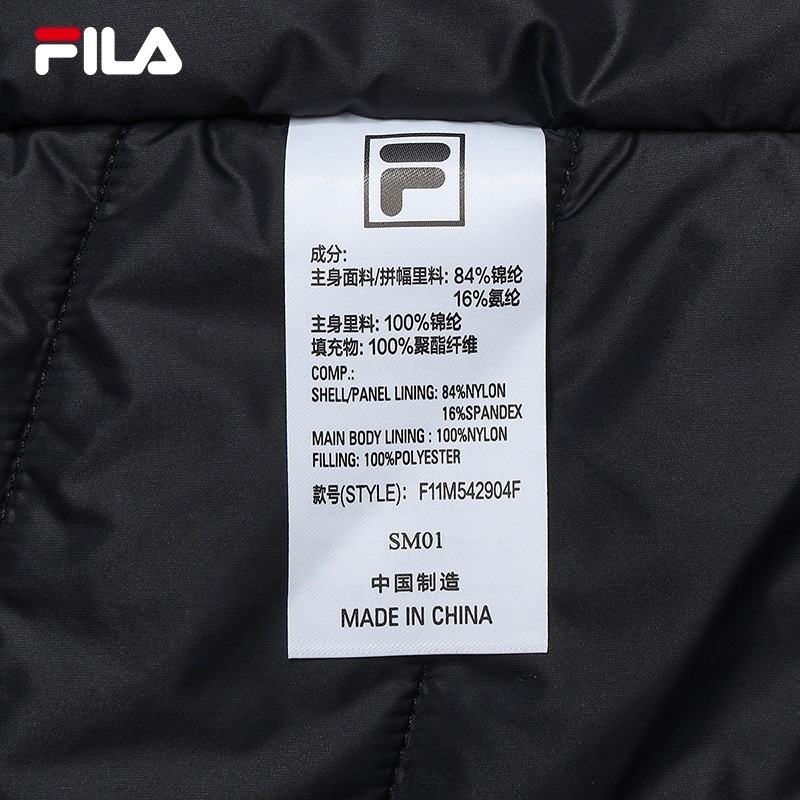 FILA
F
成分:
主身面料/拼幅里料: 84%锦纶
16%氨纶
主身里料: 100%锦纶
填充物: 100%聚酯纤维
COMP.:
SHELL/PANEL LINING: 84%NYLON
16%SPANDEX
MAIN BODY LINING : 100%NYLON
FILLING: 100%POLYESTER
款号(STYLE): F11M542904F
SM01
中国制造
MADE IN CHINA